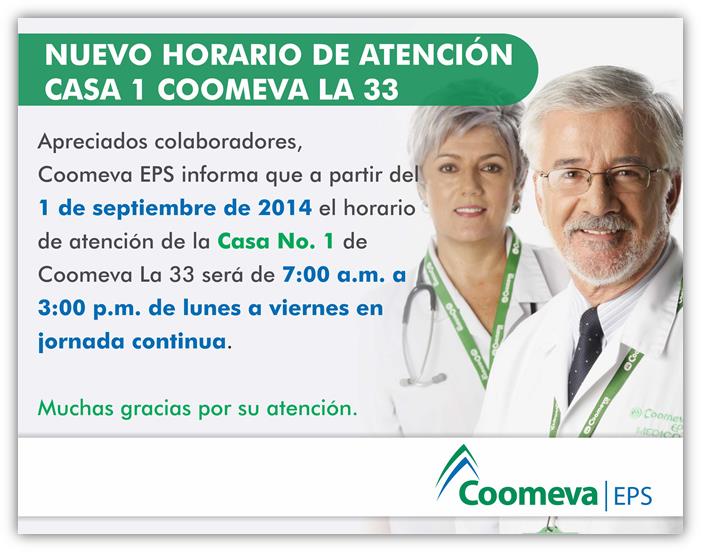 NUEVO HORARIO DE ATENCIÓN
CASA 1 COOMEVA LA 33
Apreciados colaboradores,
Coomeva EPS informa que a partir del
1 de septiembre de 2014 el horario
de atención de la Casa No. 1 de
Coomeva La 33 será de 7:00 a.m. a
3:00 p.m. de lunes a viernes en
jornada continua.
Muchas gracias por su atención.
Coomeva
EPS
Coomeva | EPS